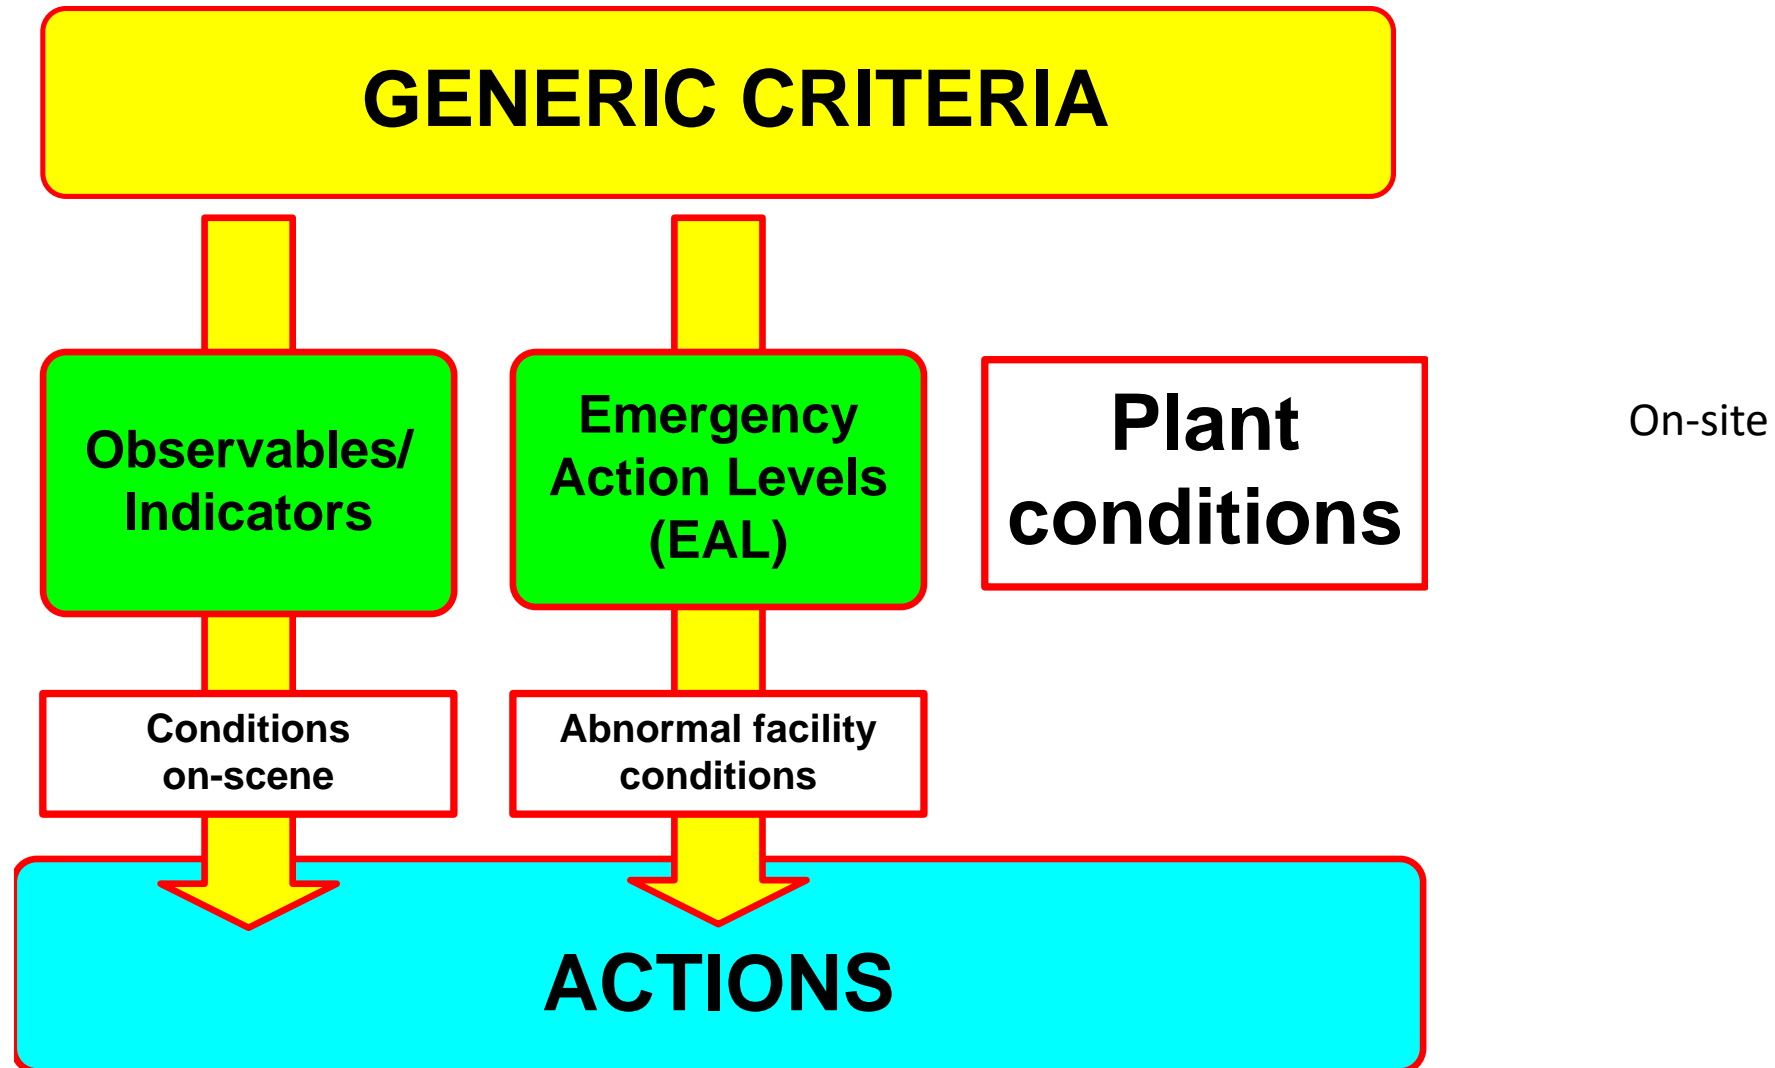 GENERIC CRITERIA
Observables/
Indicators
Emergency
Action Levels
(EAL)
Plant
conditions
On-site
Conditions
on-scene
Abnormal facility
conditions
ACTIONS